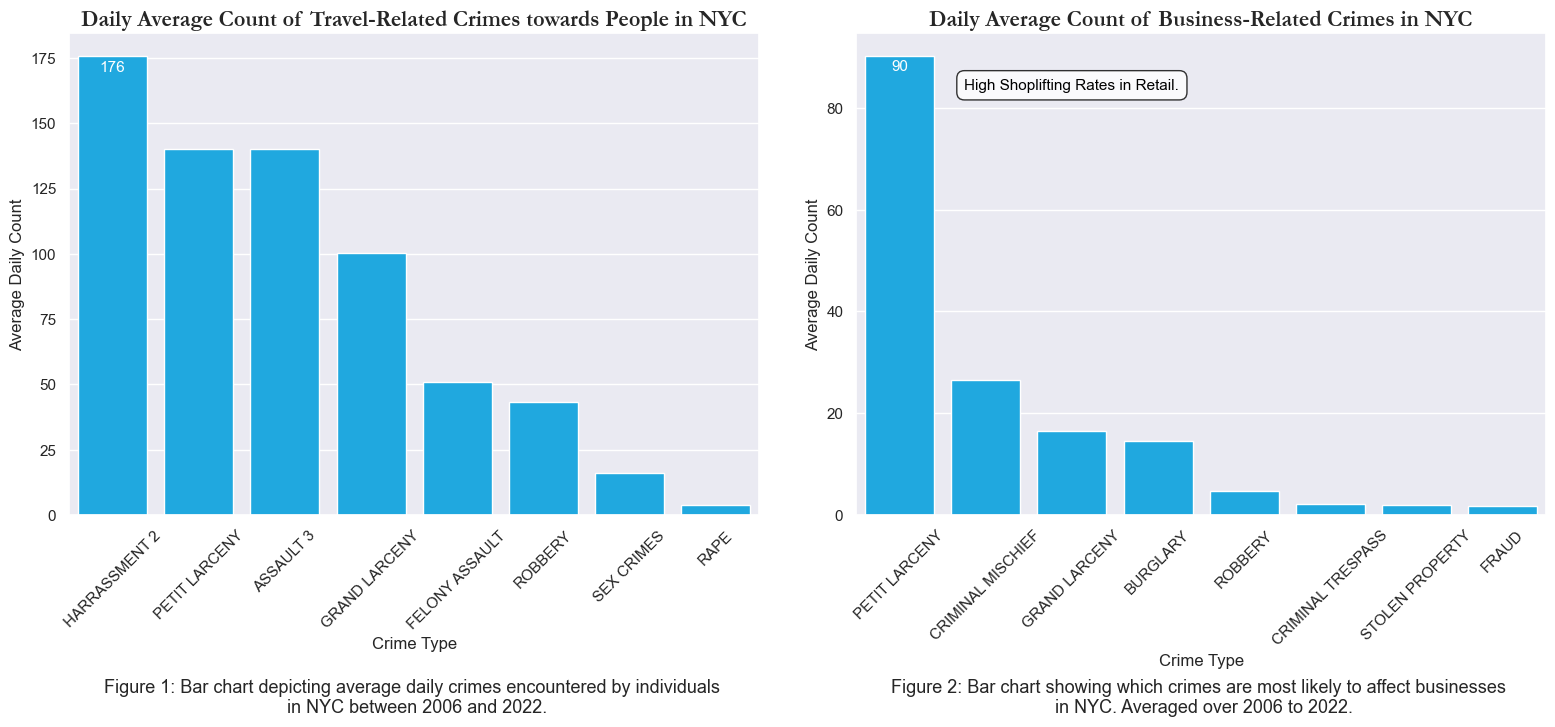 Daily Average Count of Travel-Related Crimes towards People in NYC
175
150
125
100
75
50
25
0
Average Daily Count
176
HARRASSMENT 2
PETIT LARCENY
ASSAULT 3
GRAND LARCENY
FELONY ASSAULT
ROBBERY
SEX CRIMES
RAPE
Crime Type
Figure 1: Bar chart depicting average daily crimes encountered by individuals
in NYC between 2006 and 2022.
Daily Average Count of Business-Related Crimes in NYC
80
60
40
20
0
Average Daily Count
90
High Shoplifting Rates in Retail.
PETIT LARCENY
CRIMINAL MISCHIEF
GRAND LARCENY
BURGLARY
ROBBERY
CRIMINAL TRESPASS
STOLEN PROPERTY
FRAUD
Crime Type
Figure 2: Bar chart showing which crimes are most likely to affect businesses
in NYC. Averaged over 2006 to 2022.